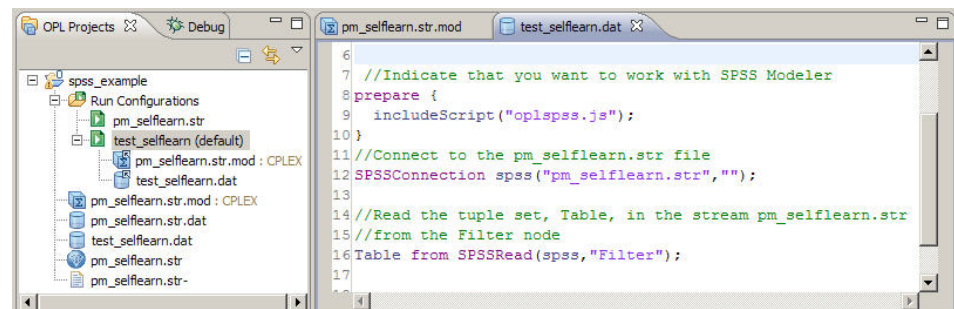 OPL Projects
Debug
spss_example
Run Configurations
pm_selflearn.str
test_selflearn (default)
pm_selflearn.str.mod : CPLEX
test_selflearn.dat
pm_selflearn.str.mod : CPLEX
pm_selflearn.str.dat
test_selflearn.dat
pm_selflearn.str
pm_selflearn.str-
pm_selflearn.str.mod
test_selflearn.dat
6
7 //Indicate that you want to work with SPSS Modeler
8 prepare {
9 includeScript("oplspss.js");
10 }
11 //Connect to the pm_selflearn.str file
12 SPSSConnection spss("pm_selflearn.str","");
13
14 //Read the tuple set, Table, in the stream pm_selflearn.str
15 //from the Filter node
16 Table from SPSSRead(spss,"Filter");
17